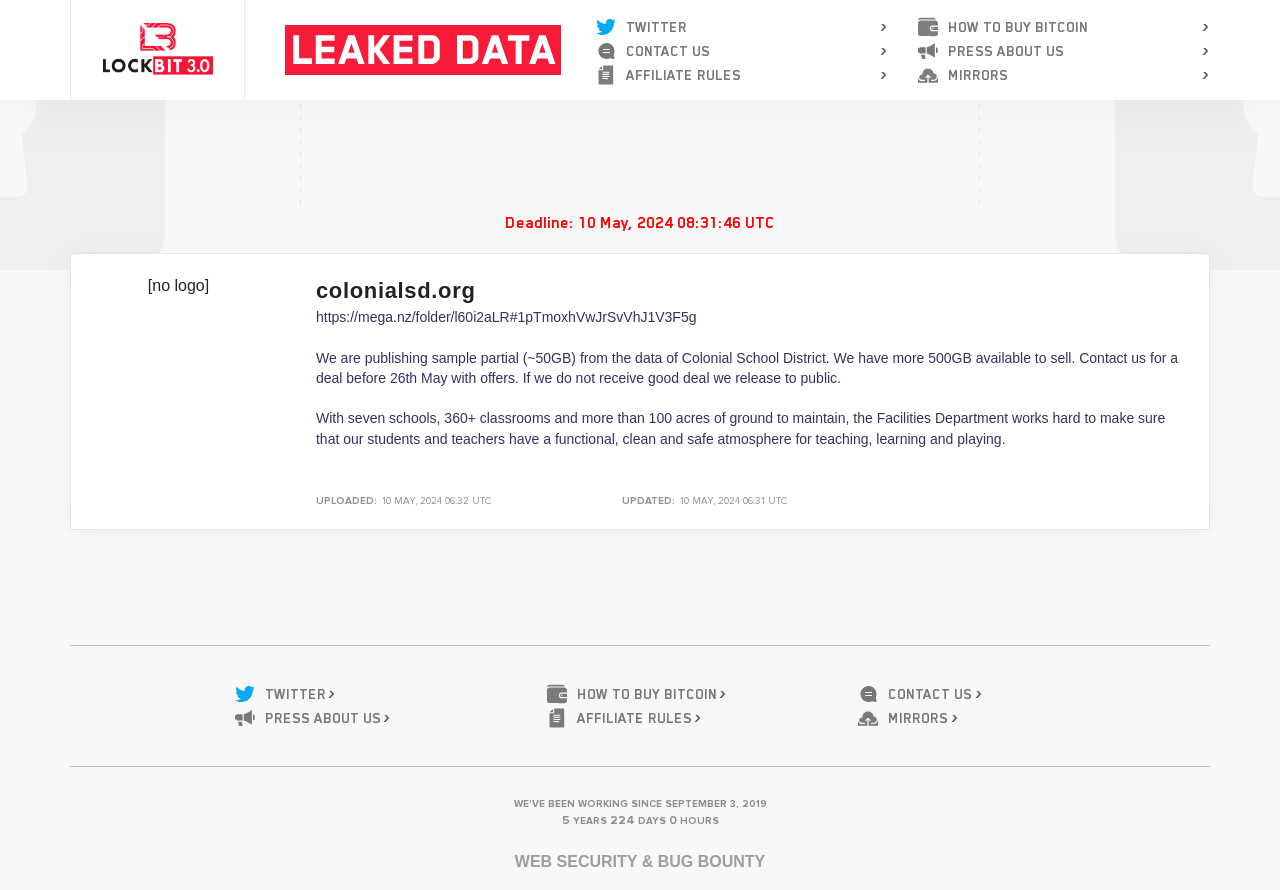 LOCKBIT 3.0
LEAKED DATA
TWITTER
CONTACT US
AFFILIATE RULES
HOW TO BUY BITCOIN
PRESS ABOUT US
MIRRORS
Deadline: 10 May, 2024 08:31:46 UTC
[no logo]
colonialsd.org
https://mega.nz/folder/l60i2aLR#1pTmoxhVwJrSvVhJ1V3F5g
We are publishing sample partial (~50GB) from the data of Colonial School District. We have more 500GB available to sell. Contact us for a
deal before 26th May with offers. If we do not receive good deal we release to public.
With seven schools, 360+ classrooms and more than 100 acres of ground to maintain, the Facilities Department works hard to make sure
that our students and teachers have a functional, clean and safe atmosphere for teaching, learning and playing.
UPLOADED: 10 MAY, 2024 06:32 UTC
UPDATED: 10 MAY, 2024 06:31 UTC
TWITTER
PRESS ABOUT US
HOW TO BUY BITCOIN
AFFILIATE RULES
CONTACT US
MIRRORS
WE'VE BEEN WORKING SINCE SEPTEMBER 3, 2019
5 YEARS 224 DAYS 0 HOURS
WEB SECURITY & BUG BOUNTY